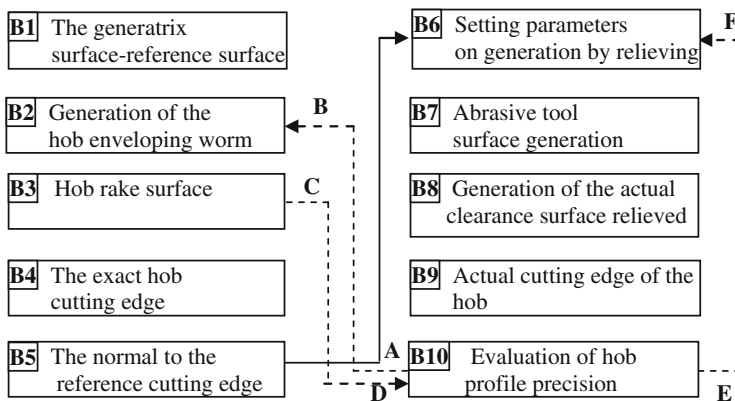 B1 The generatrix
surface-reference surface
B2 Generation of the
hob enveloping worm
B3 Hob rake surface
B4 The exact hob
cutting edge
B5 The normal to the
reference cutting edge
B
C
A
D
B6 Setting parameters
on generation by relieving
F
B7 Abrasive tool
surface generation
B8 Generation of the actual
clearance surface relieved
B9 Actual cutting edge of the
hob
B10 Evaluation of hob
profile precision
E